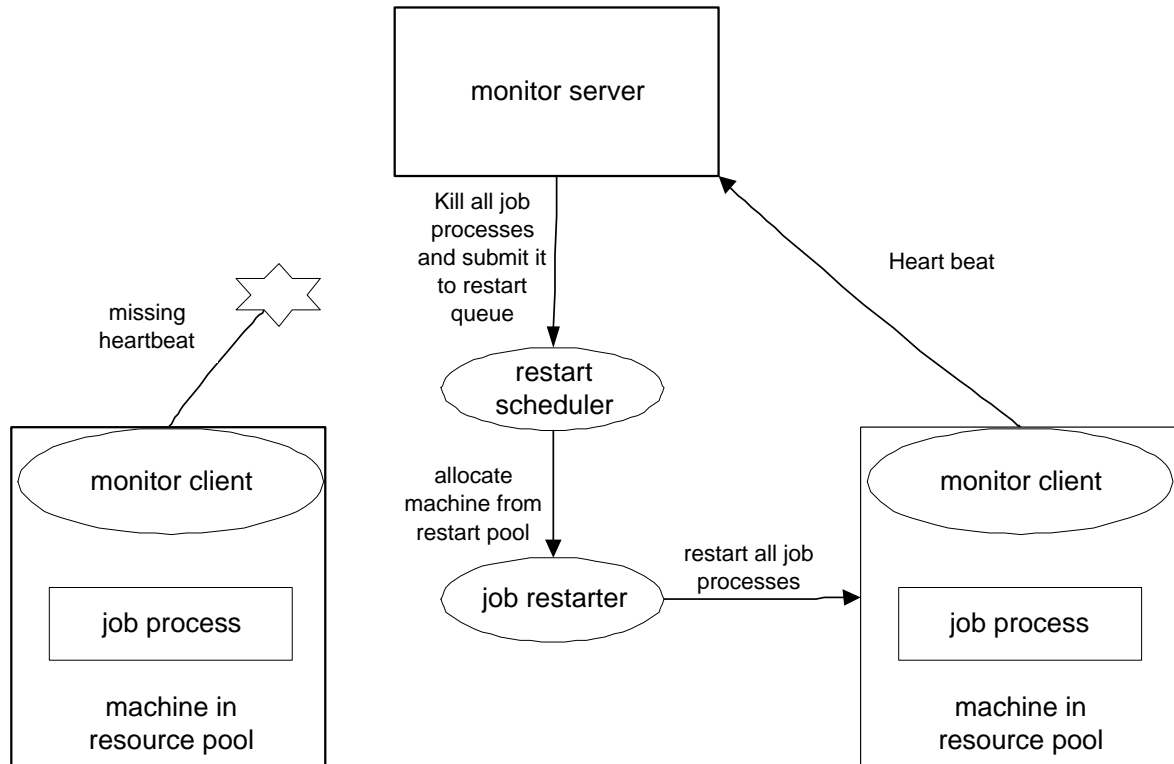 monitor server
Kill all job
processes
and submit it
to restart
queue
Heart beat
missing
heartbeat
restart
scheduler
monitor client
allocate
machine from
restart pool
monitor client
restart all job
processes
job process
job restarter
job process
machine in
resource pool
machine in
resource pool